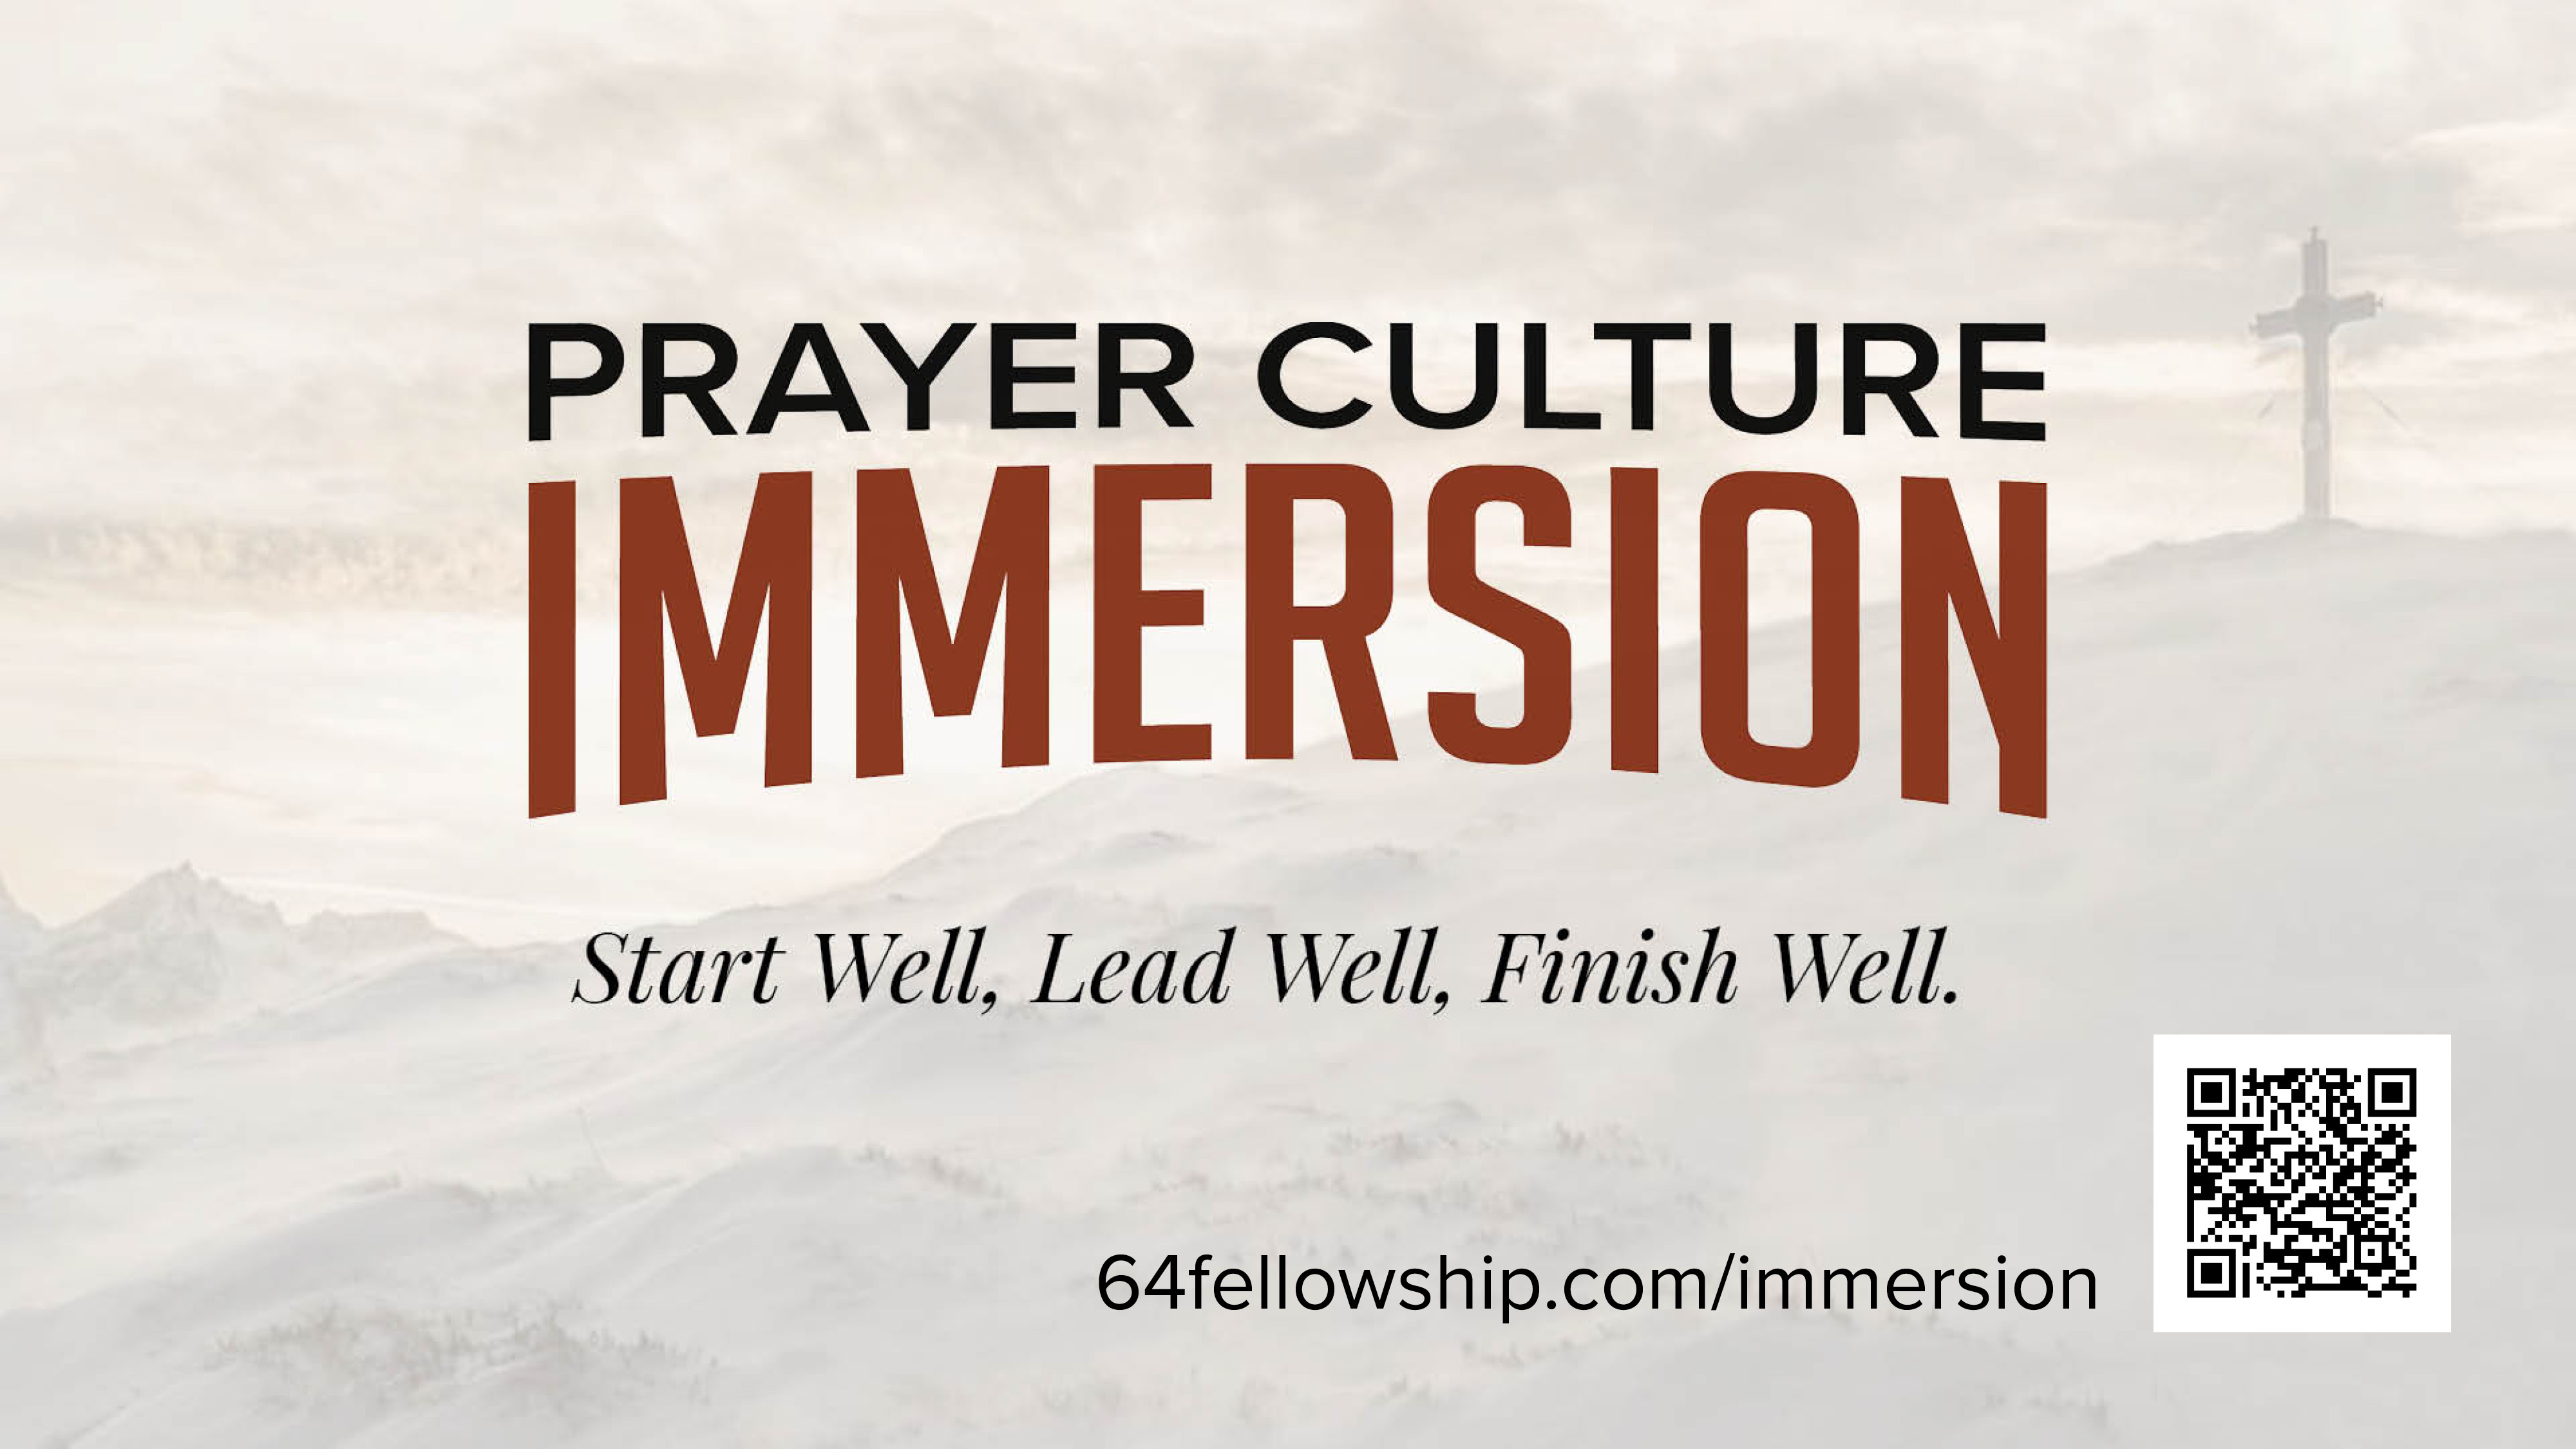 PRAYER CULTURE
IMMERSION
Start Well, Lead Well, Finish Well.
64fellowship.com/immersion